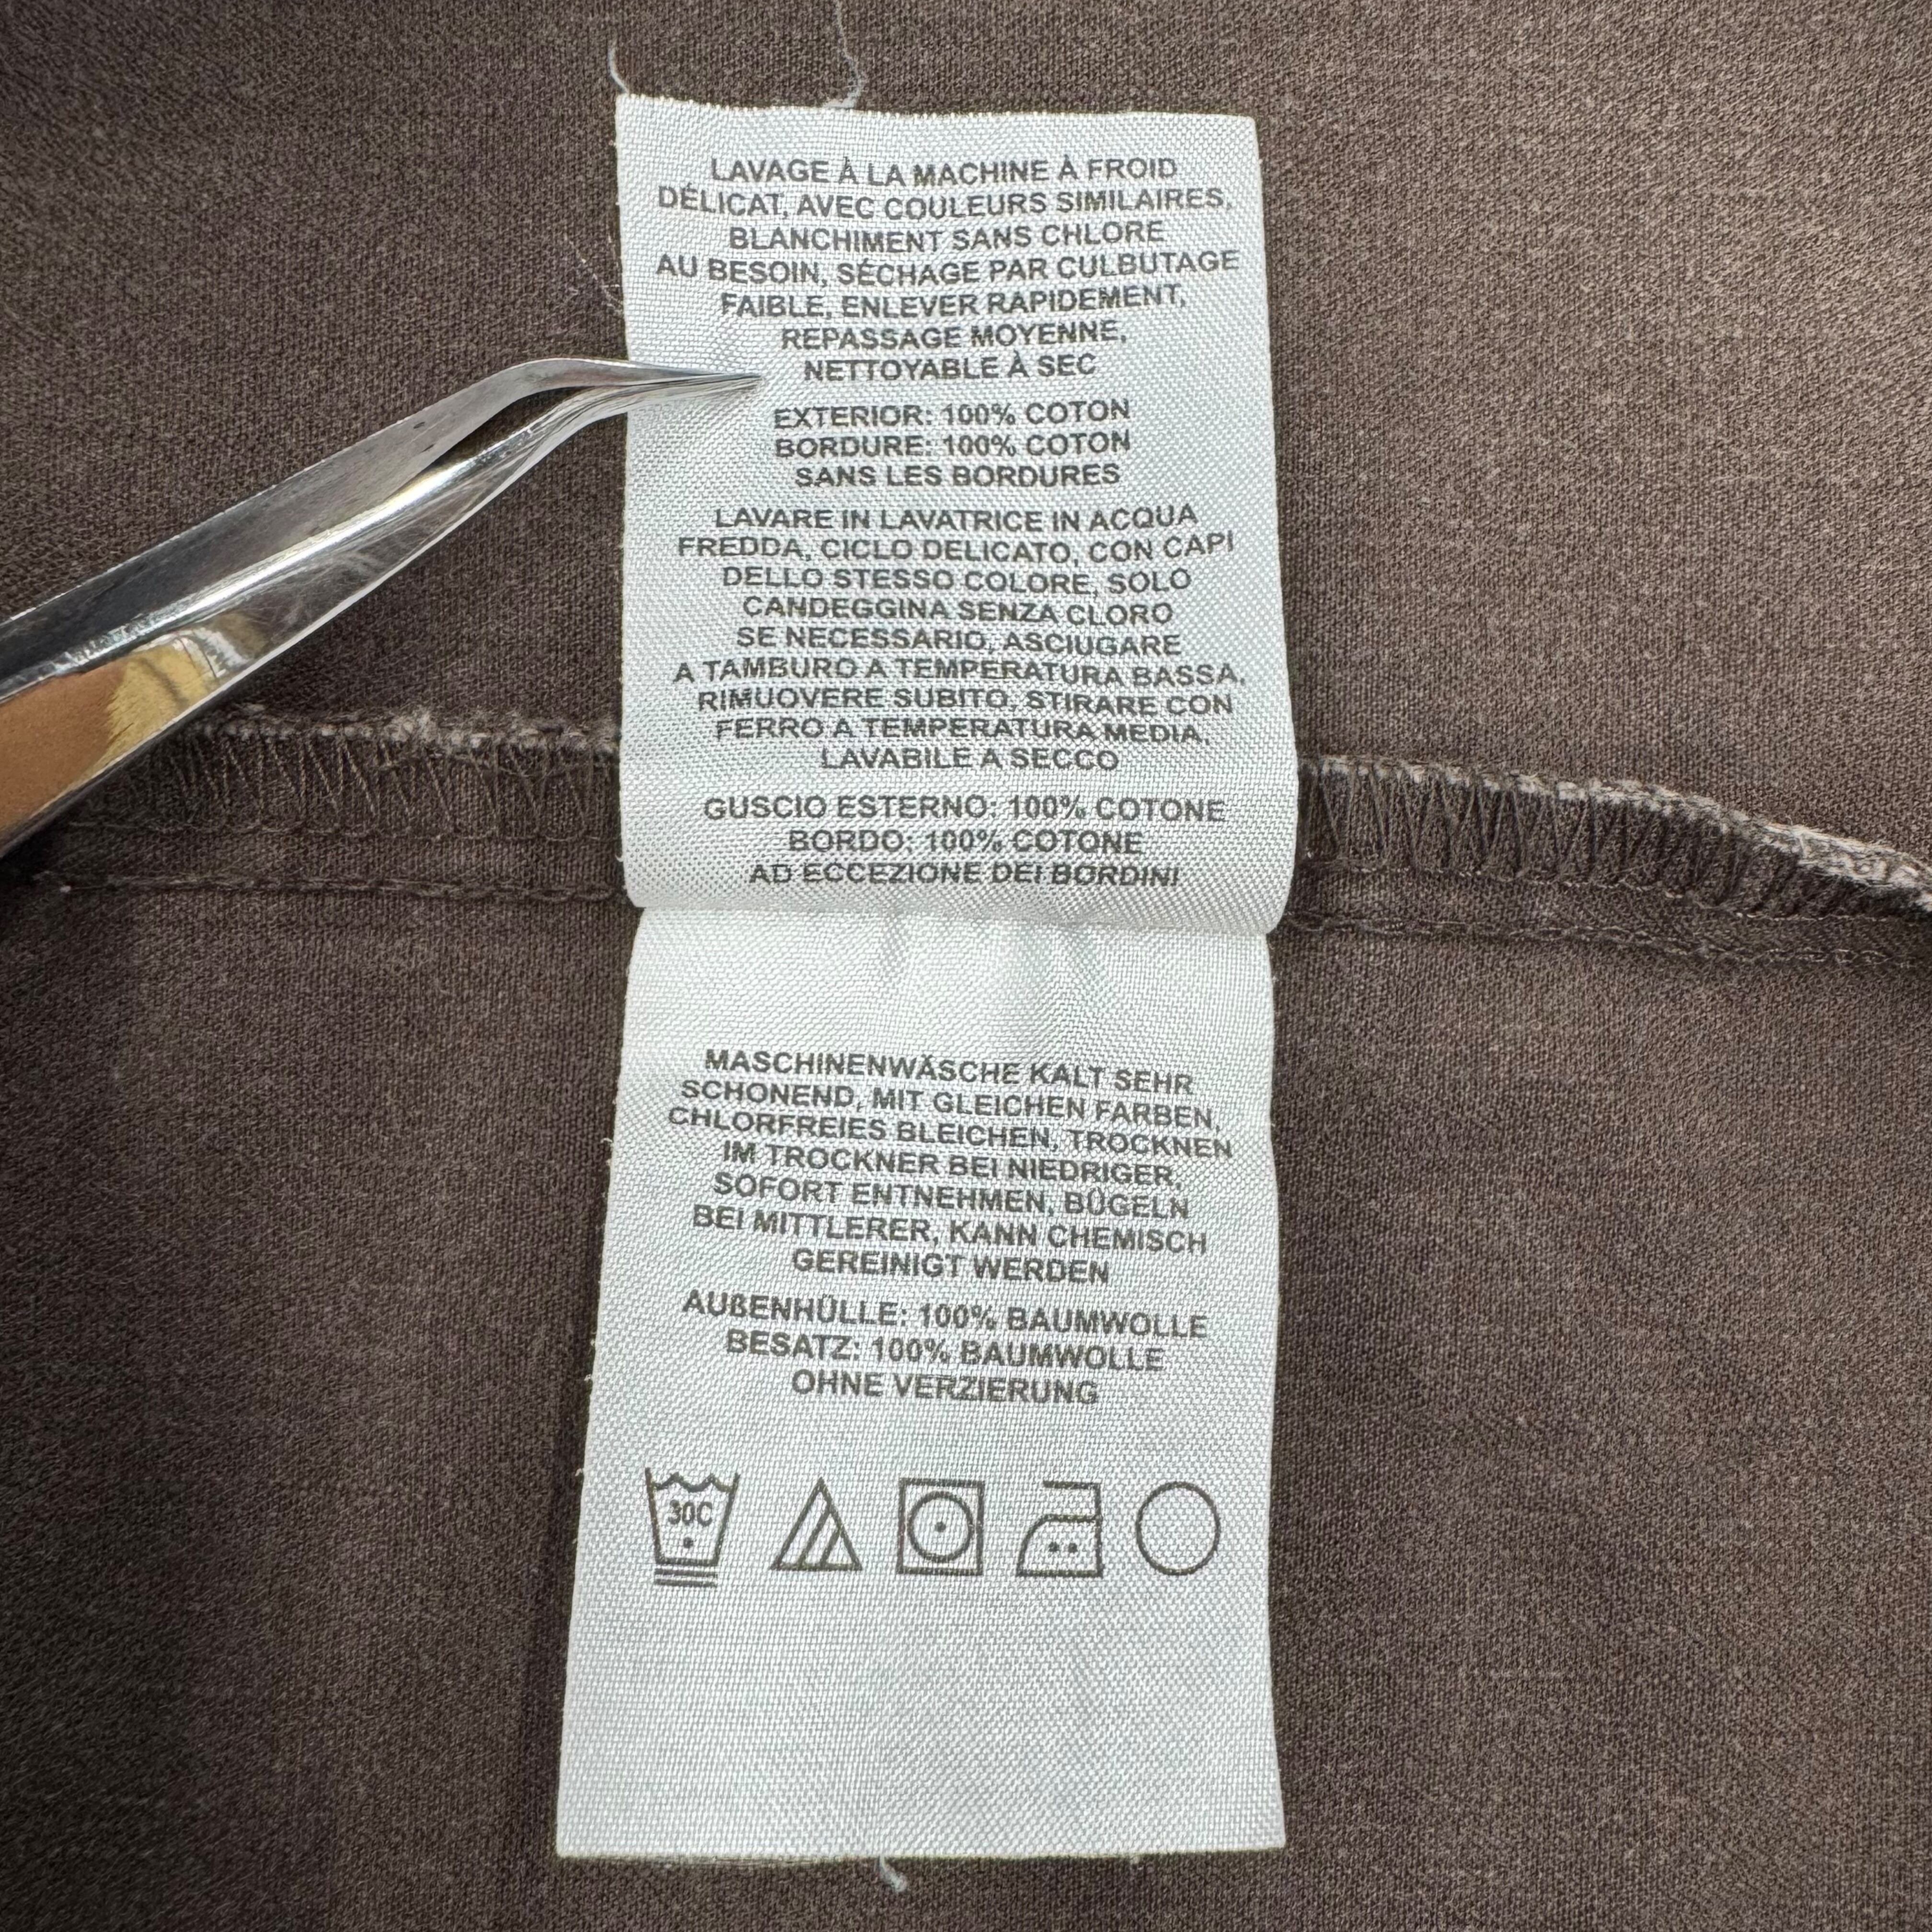 LAVAGE À LA MACHINE À FROID
DÉLICAT, AVEC COULEURS SIMILAIRES,
BLANCHIMENT SANS CHLORE
AU BESOIN, SÉCHAGE PAR CULBUTAGE
FAIBLE, ENLEVER RAPIDEMENT,
REPASSAGE MOYENNE,
NETTOYABLE À SEC
EXTERIOR: 100% COTON
BORDURE: 100% COTON
SANS LES BORDURES
LAVARE IN LAVATRICE IN ACQUA
FREDDA, CICLO DELICATO, CON CAPI
DELLO STESSO COLORE, SOLO
CANDEGGINA SENZA CLORO
SE NECESSARIO, ASCIUGARE
A TAMBURO A TEMPERATURA BASSA,
RIMUOVERE SUBITO, STIRARE CON
FERRO A TEMPERATURA MEDIA,
LAVABILE A SECCO
GUSCIO ESTERNO: 100% COTONE
BORDO: 100% COTONE
AD ECCEZIONE DEI BORDINI
MASCHINENWÄSCHE KALT SEHR
SCHONEND, MIT GLEICHEN FARBEN,
CHLORFREIES BLEICHEN, TROCKNEN
IM TROCKNER BEI NIEDRIGER,
SOFORT ENTNEHMEN, BÜGELN
BEI MITTLERER, KANN CHEMISCH
GEREINIGT WERDEN
AUßENHÜLLE: 100% BAUMWOLLE
BESATZ: 100% BAUMWOLLE
OHNE VERZIERUNG
30C